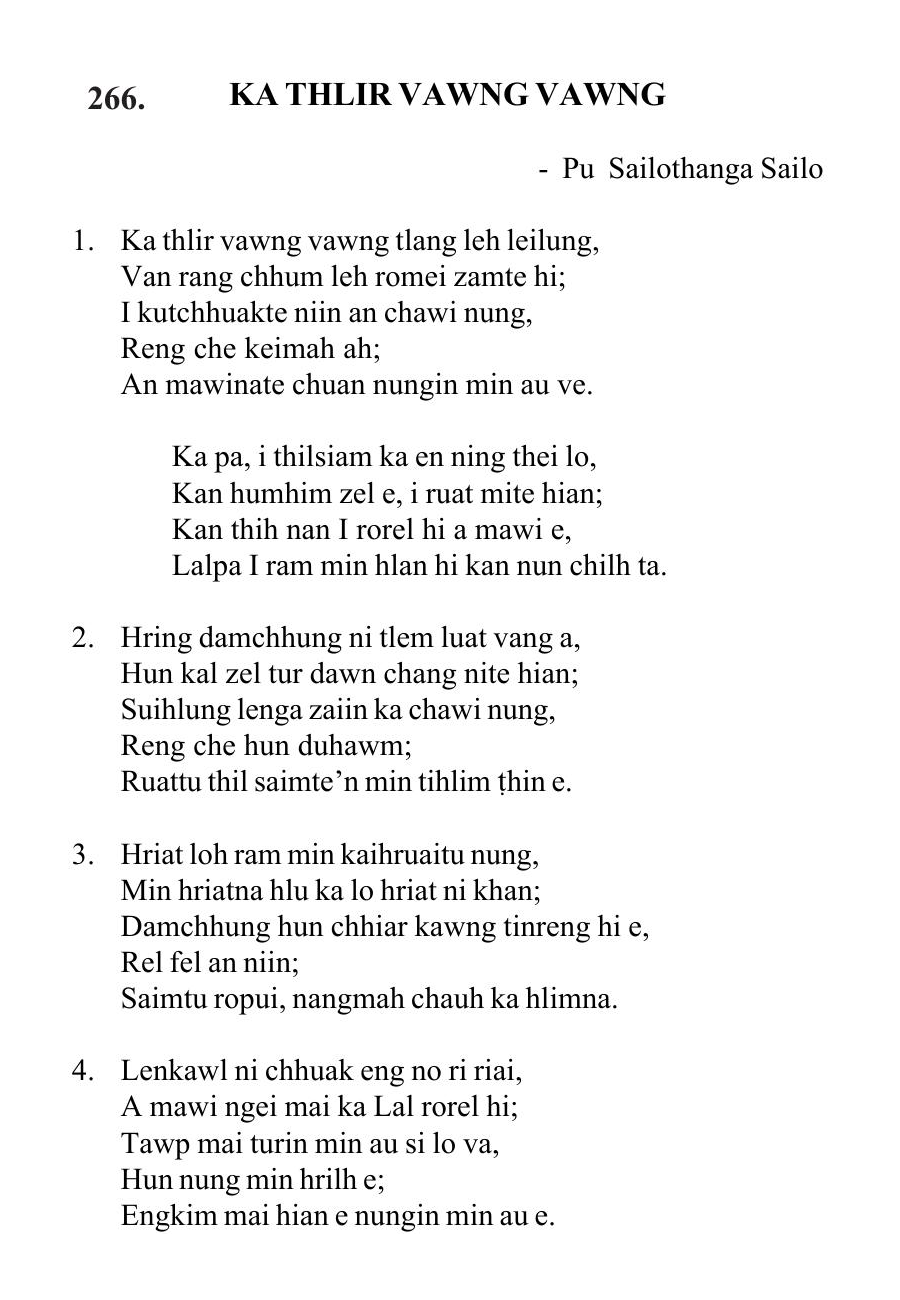 266. KA THLIR VAWNG VAWNG
- Pu Sailothanga Sailo
1. Ka thlir vawng vawng tlang leh leilung,
Van rang chhum leh romei zamte hi;
I kutchhuakte niin an chawi nung,
Reng che keimah ah;
An mawinate chuan nungin min au ve.
Ka pa, i thilsiam ka en ning thei lo,
Kan humhim zel e, i ruat mite hian;
Kan thih nan I rorel hi a mawi e,
Lalpa I ram min hlan hi kan nun chilh ta.
2. Hring damchhung ni tlem luat vang a,
Hun kal zel tur dawn chang nite hian;
Suihlung lenga zaiin ka chawi nung,
Reng che hun duhawm;
Ruattu thil saimte’n min tihlim ṭhin e.
3. Hriat loh ram min kaihruaitu nung,
Min hriatna hlu ka lo hriat ni khan;
Damchhung hun chhiar kawng tinreng hi e,
Rel fel an niin;
Saimtu ropui, nangmah chauh ka hlimna.
4. Lenkawl ni chhuak eng no ri riai,
A mawi ngei mai ka Lal rorel hi;
Tawp mai turin min au si lo va,
Hun nung min hrilh e;
Engkim mai hian e nungin min au e.